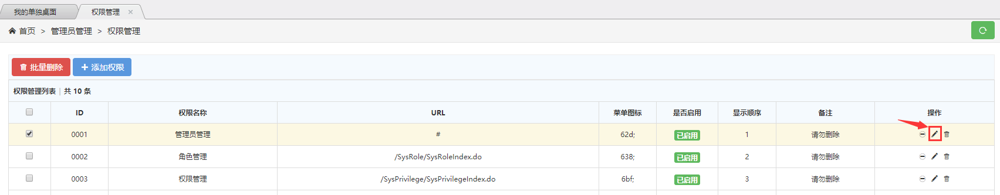 我的单独桌面 权限管理 ×
首页 > 管理员管理 > 权限管理
批量删除 添加权限
权限管理列表 | 共 10 条
ID 权限名称 URL 菜单图标 是否启用 显示顺序 备注 操作
0001 管理员管理 # 62d; 已启用 1 请勿删除
0002 角色管理 /SysRole/SysRoleIndex.do 638; 已启用 2 请勿删除
0003 权限管理 /SysPrivilege/SysPrivilegeIndex.do 6bf; 已启用 3 请勿删除